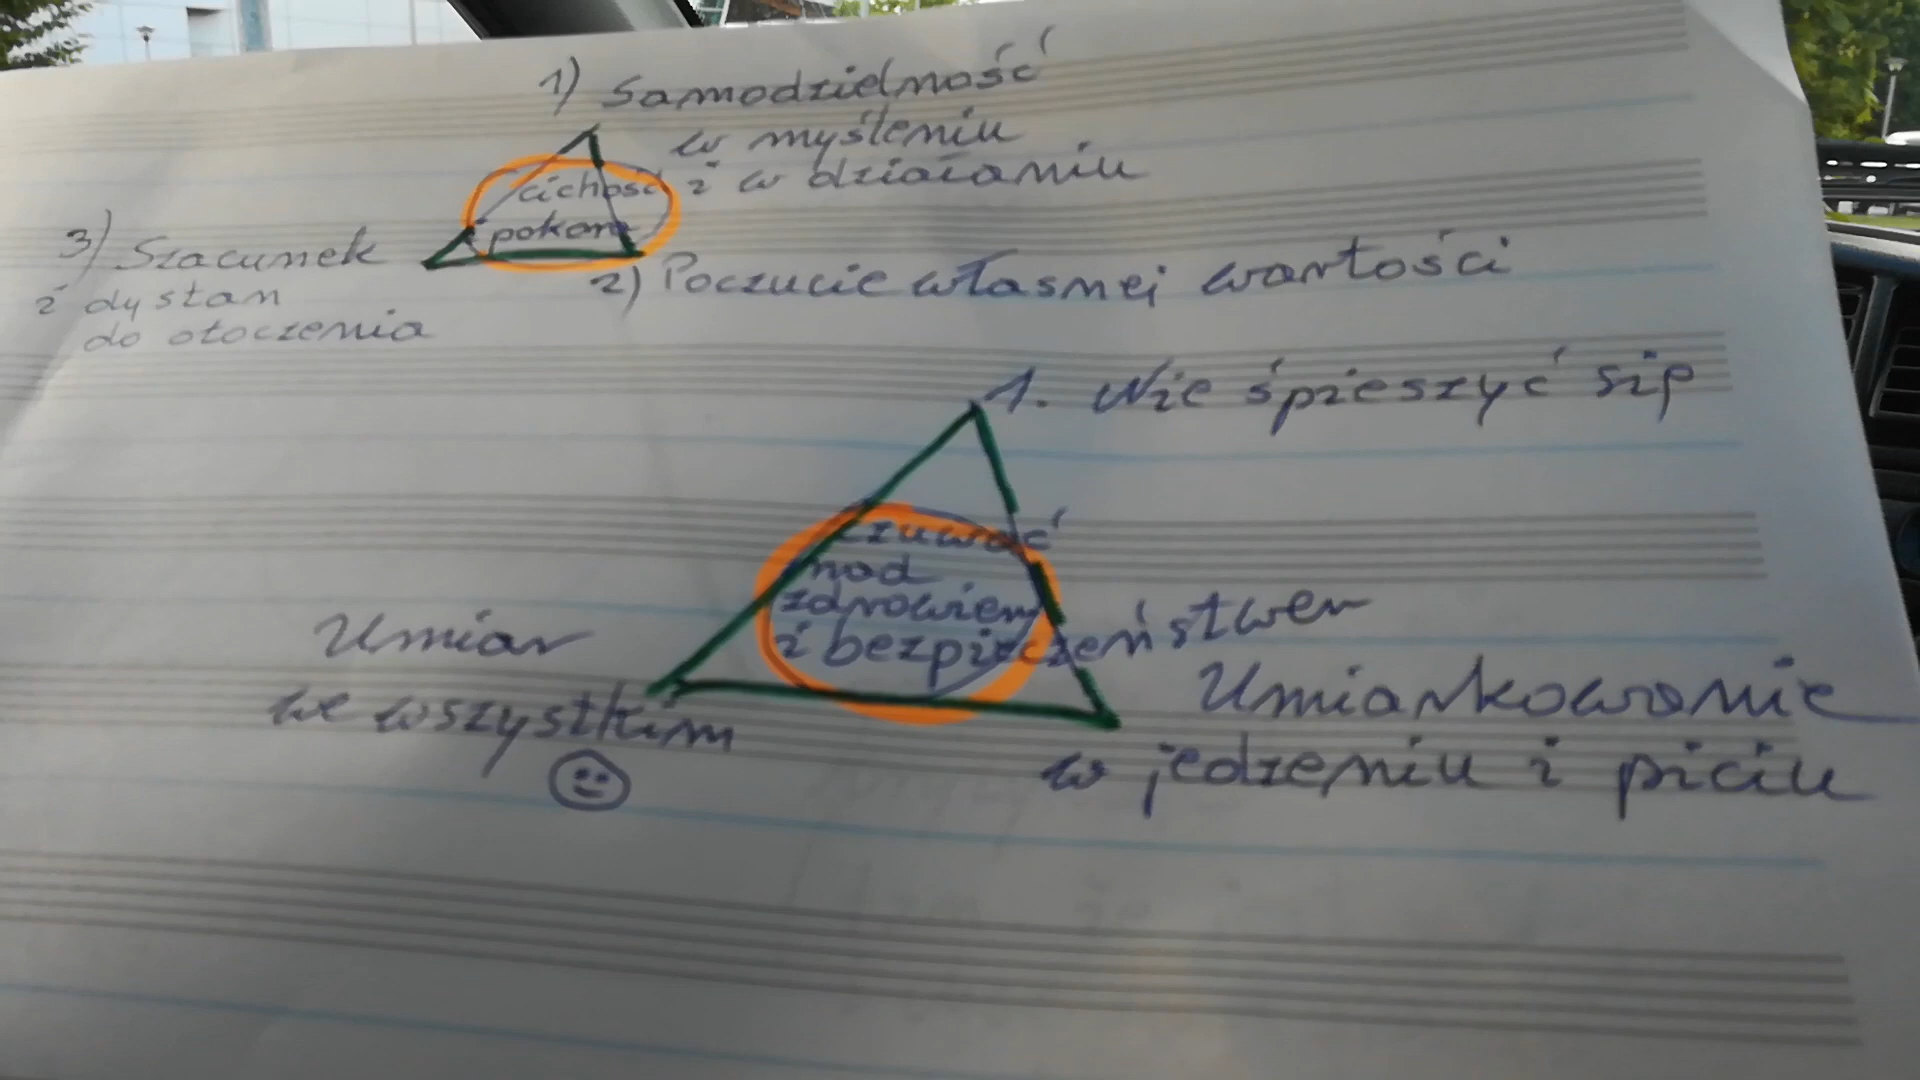 1) Samodzielność
w myśleniu
i w działaniu
cichość
pokora
2) Poczucie własnej wartości
3) Szacunek
i dystan
do otoczenia
1. Nie śpieszyć się
czuwać
nad
zdrowiem
i bezpieczeństwem
Umiarkowanie
w jedzeniu i piciu
Umiar
we wszystkim